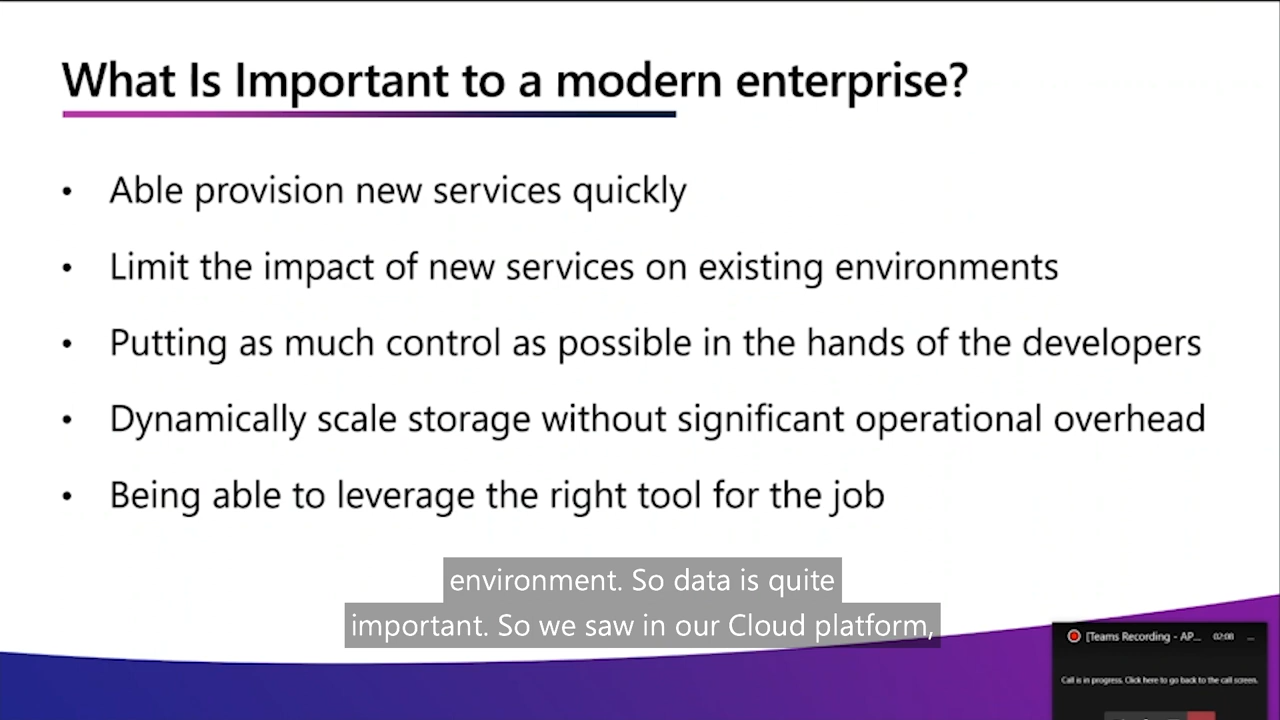 What Is Important to a modern enterprise?
• Able provision new services quickly
• Limit the impact of new services on existing environments
• Putting as much control as possible in the hands of the developers
• Dynamically scale storage without significant operational overhead
• Being able to leverage the right tool for the job
environment. So data is quite
important. So we saw in our Cloud platform,
[Teams Recording - AP... 02:08 ...
Call is in progress. Click here to go back to the call screen.